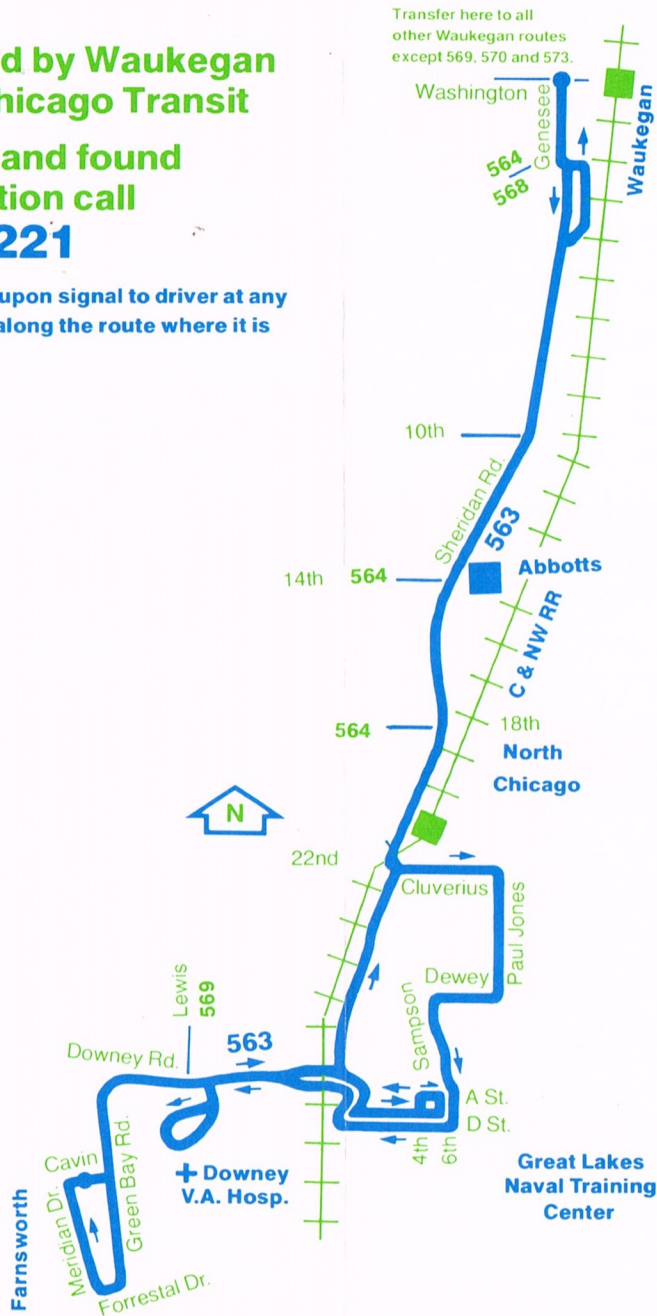 Transfer here to all
other Waukegan routes
except 569, 570 and 573.
d by Waukegan
hicago Transit
and found
tion call
221
upon signal to driver at any
along the route where it is
Washington
Genesee
Waukegan
564
568
10th
Sheridan Rd.
563
14th 564
Abbotts
C & NW RR
564
18th
North
Chicago
N
22nd
Cluverius
Paul Jones
Dewey
Sampson
Lewis
569
563
Downey Rd.
A St.
D St.
4th
6th
Downey
V.A. Hosp.
Cavin
Green Bay Rd.
Meridian Dr.
Farnsworth
Forrestal Dr.
Great Lakes
Naval Training
Center